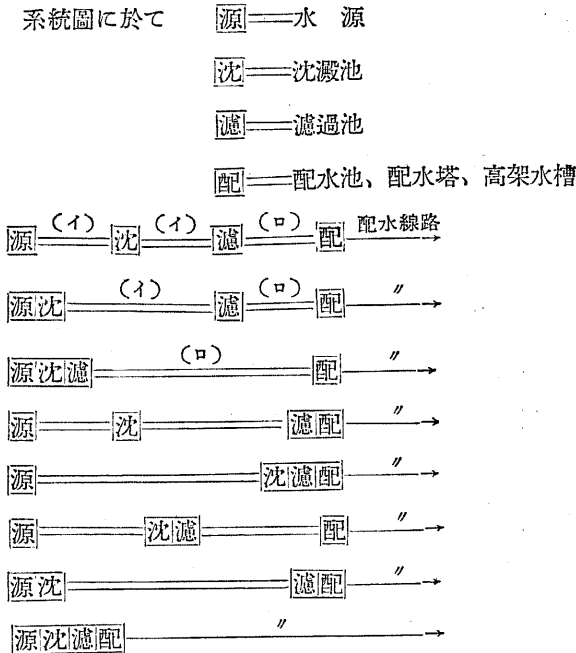 系統圖に於て 源══水 源
沈══沈澱池
濾══濾過池
配══配水池、配水塔、高架水槽
源 (イ) 沈 (イ) 濾 (ロ) 配 配水線路
源沈 (イ) 濾 (ロ) 配 〃
源沈濾 (ロ) 配 〃
源 沈 濾配 〃
源 沈濾配 〃
源 沈濾 配 〃
源沈 濾配 〃
源沈濾配 〃